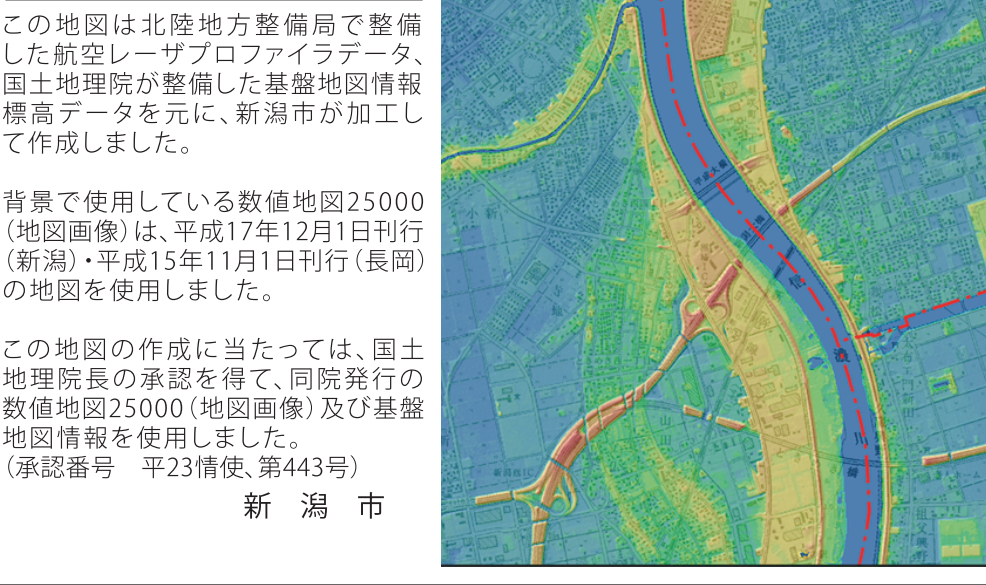 この地図は北陸地方整備局で整備
した航空レーザプロファイラデータ、
国土地理院が整備した基盤地図情報
標高データを元に、新潟市が加工し
て作成しました。
背景で使用している数値地図25000
（地図画像）は、平成17年12月1日刊行
（新潟）・平成15年11月1日刊行（長岡）
の地図を使用しました。
この地図の作成に当たっては、国土
地理院長の承認を得て、同院発行の
数値地図25000（地図画像）及び基盤
地図情報を使用しました。
（承認番号　平23情使、第443号）
新　潟　市
平成大橋
信
濃
川